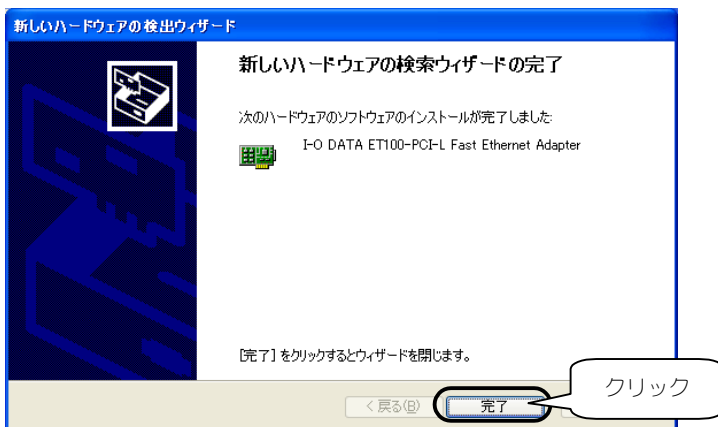 新しいハードウェアの検出ウィザード
新しいハードウェアの検索ウィザードの完了
次のハードウェアのソフトウェアのインストールが完了しました:
I-O DATA ET100-PCI-L Fast Ethernet Adapter
[完了] をクリックするとウィザードを閉じます。
クリック
< 戻る(B) 完了